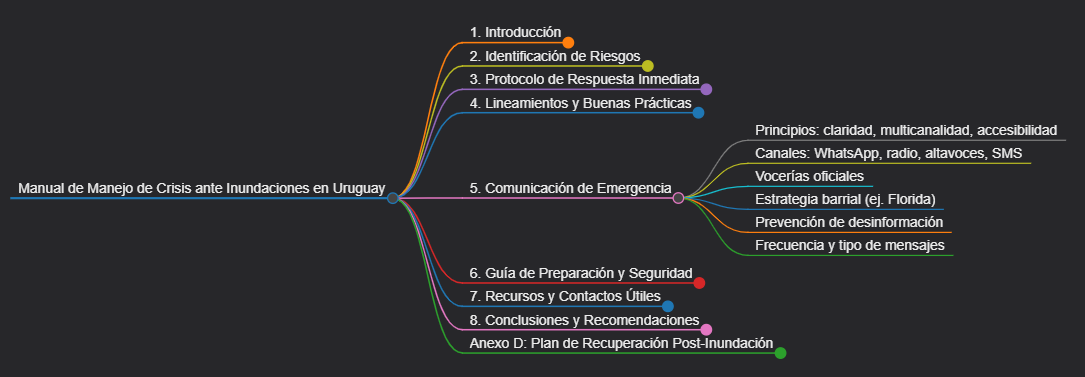 Manual de Manejo de Crisis ante Inundaciones en Uruguay
1. Introducción
2. Identificación de Riesgos
3. Protocolo de Respuesta Inmediata
4. Lineamientos y Buenas Prácticas
5. Comunicación de Emergencia
Principios: claridad, multicanalidad, accesibilidad
Canales: WhatsApp, radio, altavoces, SMS
Vocerías oficiales
Estrategia barrial (ej. Florida)
Prevención de desinformación
Frecuencia y tipo de mensajes
6. Guía de Preparación y Seguridad
7. Recursos y Contactos Útiles
8. Conclusiones y Recomendaciones
Anexo D: Plan de Recuperación Post-Inundación